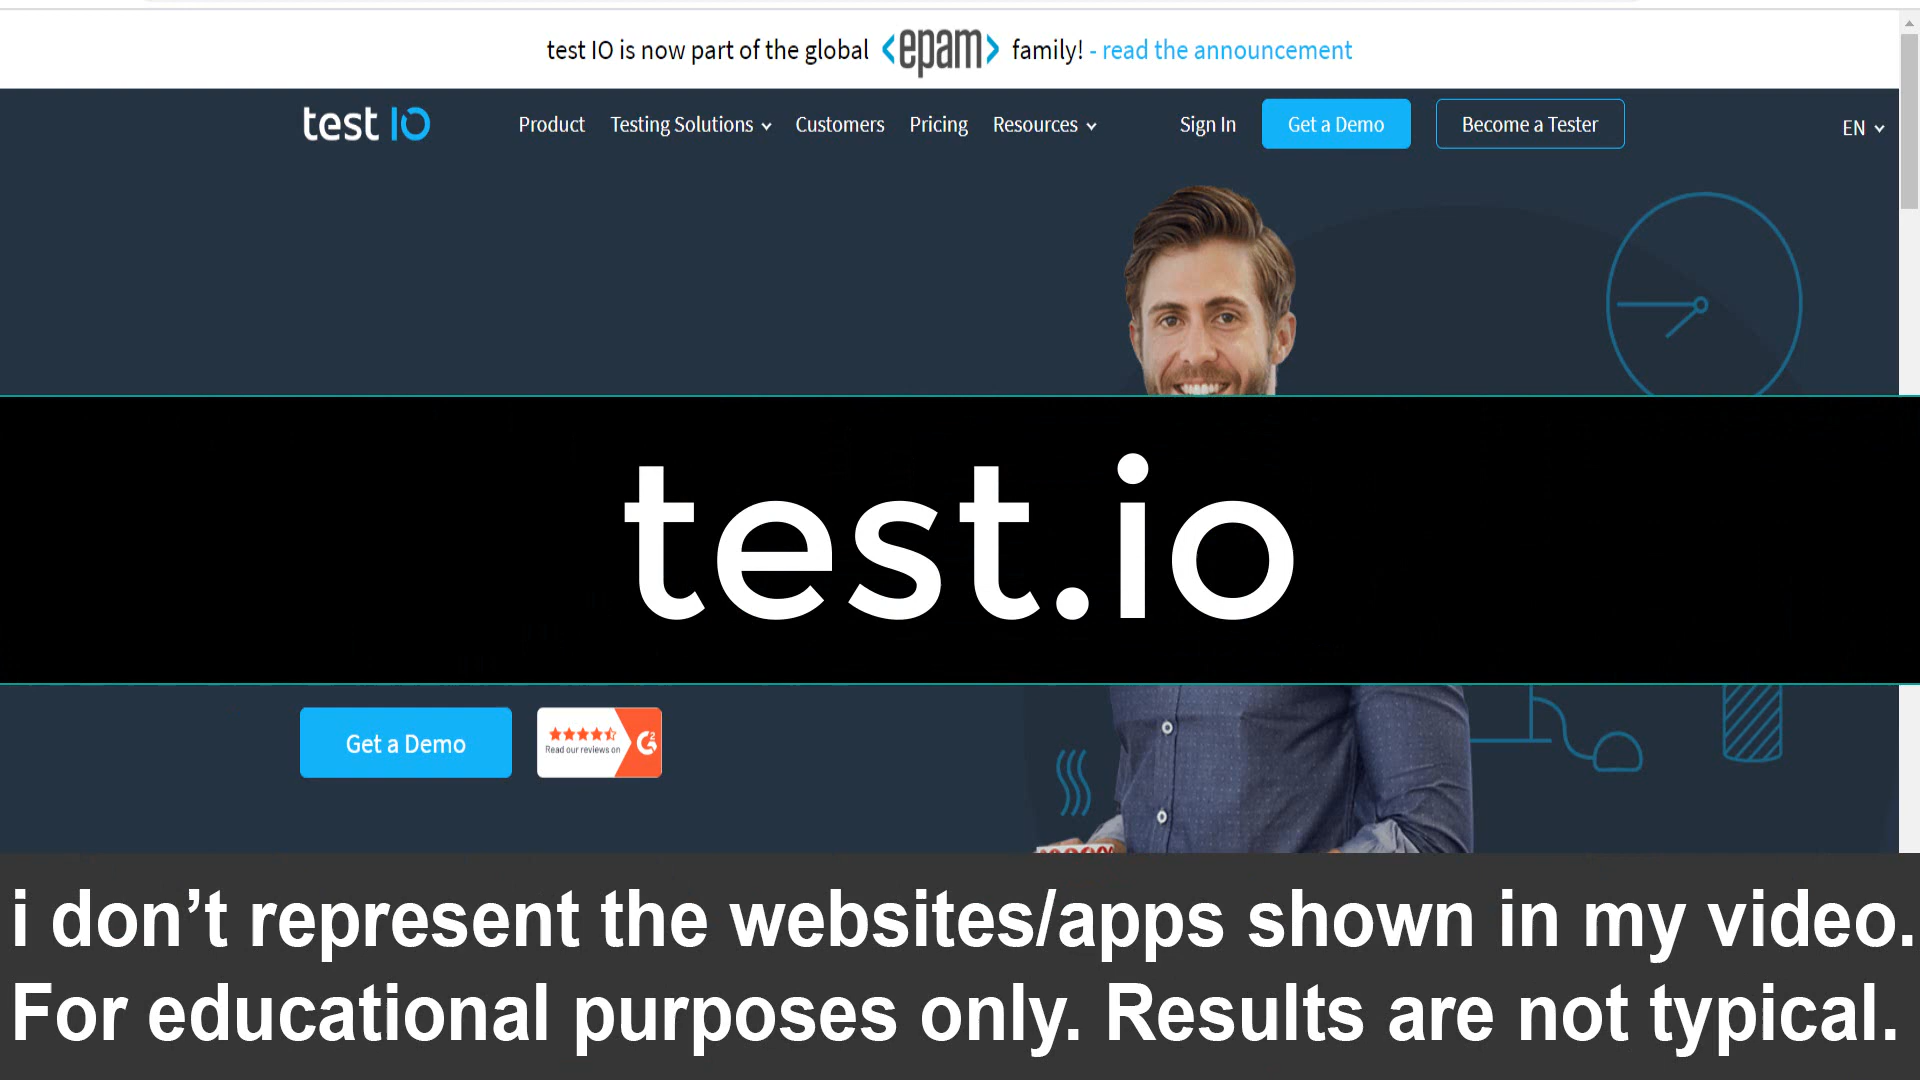 test IO is now part of the global <epam> family! - read the announcement
test IO Product Testing Solutions Customers Pricing Resources Sign In Get a Demo Become a Tester EN
test.io
Get a Demo
Read our reviews on G2
i don’t represent the websites/apps shown in my video.
For educational purposes only. Results are not typical.